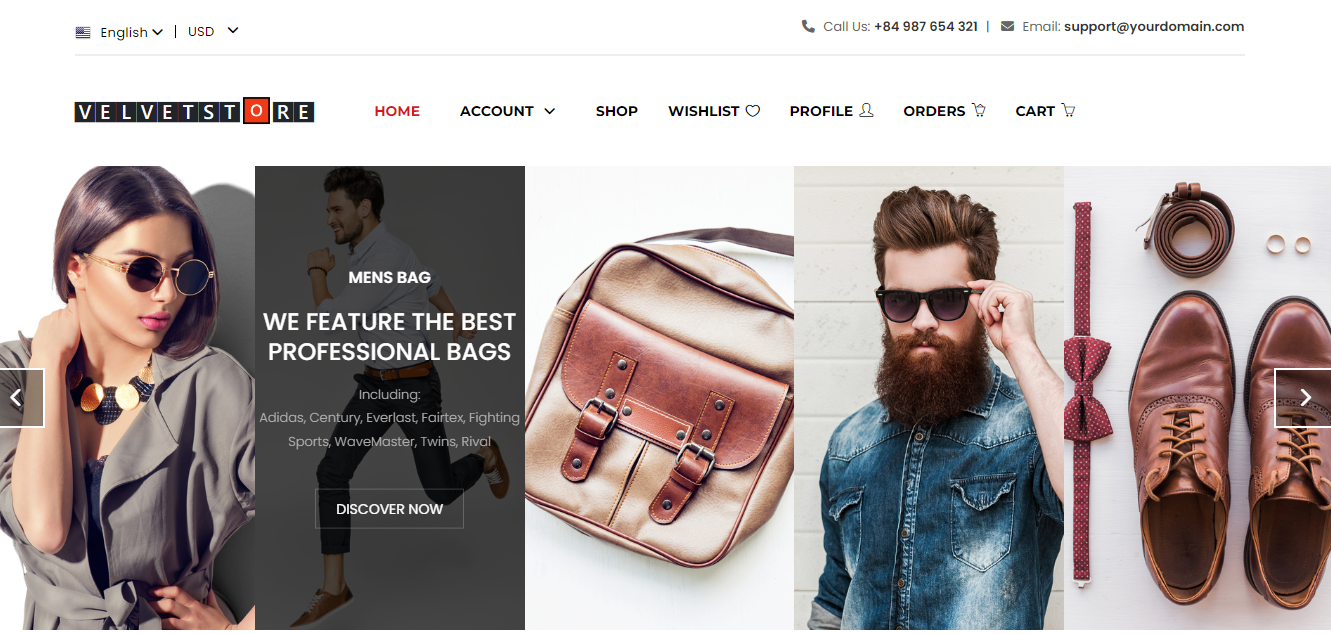 English | USD
Call Us: +84 987 654 321 | Email: support@yourdomain.com
VELVETSTORE
HOME ACCOUNT SHOP WISHLIST PROFILE ORDERS CART
MENS BAG
WE FEATURE THE BEST
PROFESSIONAL BAGS
Including:
Adidas, Century, Everlast, Fairtex, Fighting
Sports, WaveMaster, Twins, Rival
DISCOVER NOW